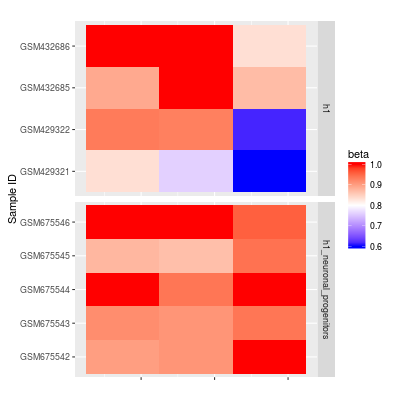 GSM432686
GSM432685
GSM429322
GSM429321
h1
GSM675546
GSM675545
GSM675544
GSM675543
GSM675542
h1_neuronal_progenitors
Sample ID
beta
1.0
0.9
0.8
0.7
0.6